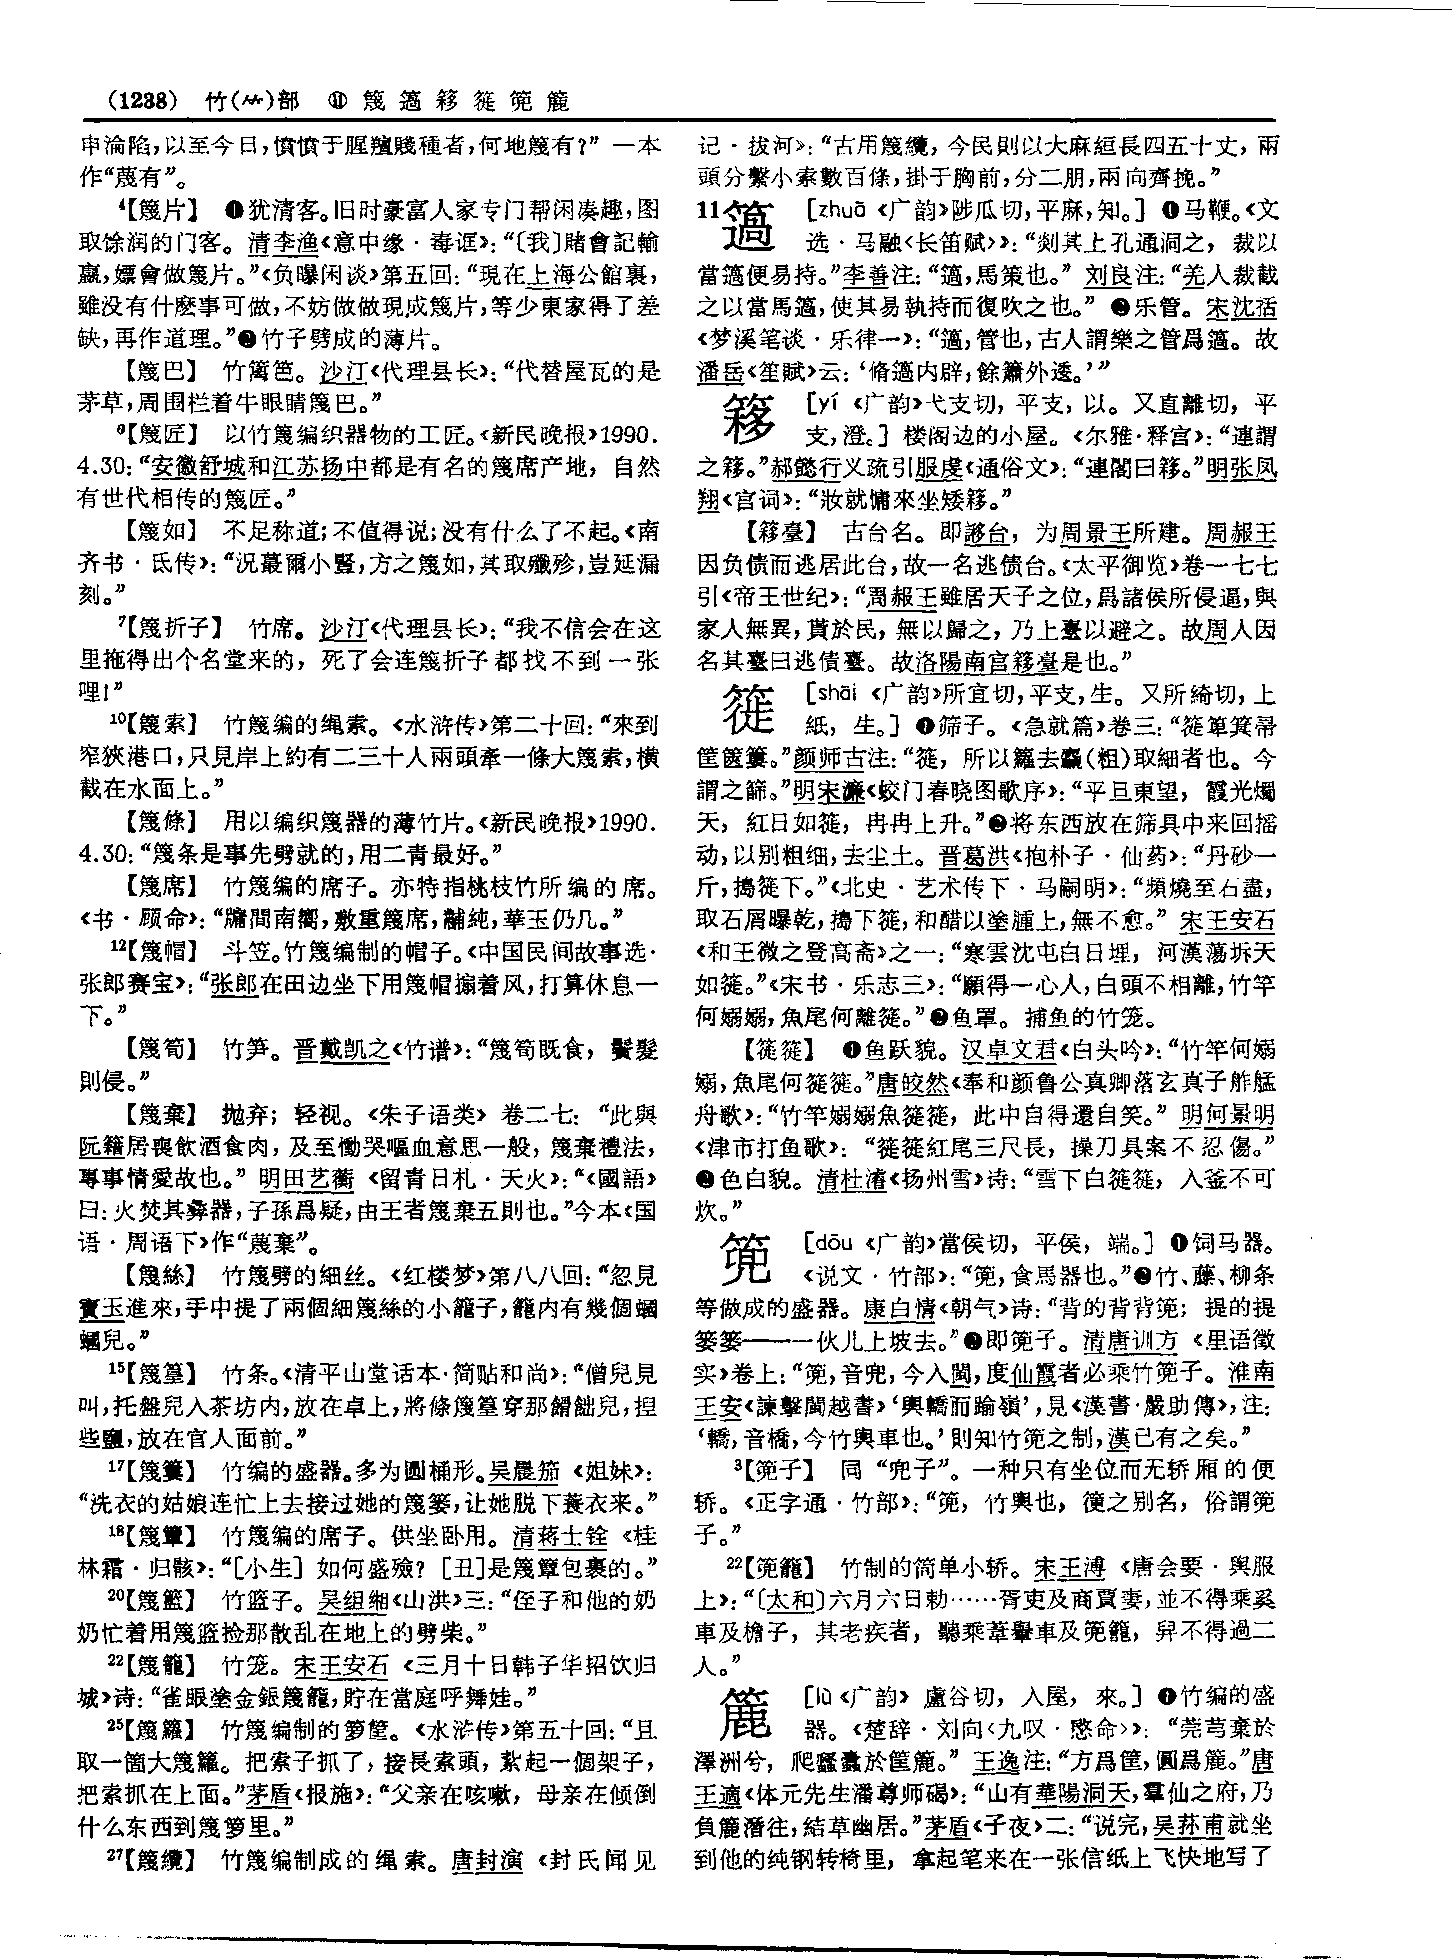 (1238) 竹(⺮)部 ⑪ 篾 簻 簃 簁 篼 簏
申淪陷,以至今日,憤憤于腥羶賤種者,何地篾有?”一本
作“蔑有”。
4【篾片】 ❶犹清客。旧时豪富人家专门帮闲凑趣,图
取馀润的门客。清李渔《意中缘·毒诓》:“〔我〕賭會記輸
嬴,嫖會做篾片。”《负曝闲谈》第五回:“現在上海公館裏,
雖没有什麽事可做,不妨做做現成篾片,等少東家得了差
缺,再作道理。”❷竹子劈成的薄片。
【篾巴】 竹篱笆。沙汀《代理县长》:“代替屋瓦的是
茅草,周围栏着牛眼睛篾巴。”
6【篾匠】 以竹篾编织器物的工匠。《新民晚报》1990.
4.30:“安徽舒城和江苏扬中都是有名的篾席产地,自然
有世代相传的篾匠。”
【篾如】 不足称道;不值得说;没有什么了不起。《南
齐书·氐传》:“況蕞爾小豎,方之篾如,其取殲殄,豈延漏
刻。”
7【篾折子】 竹席。沙汀《代理县长》:“我不信会在这
里拖得出个名堂来的,死了会连篾折子都找不到一张
哩!”
10【篾索】 竹篾编的绳索。《水浒传》第二十回:“來到
窄狹港口,只見岸上約有二三十人兩頭牽一條大篾索,橫
截在水面上。”
【篾條】 用以编织篾器的薄竹片。《新民晚报》1990.
4.30:“篾条是事先劈就的,用二青最好。”
【篾席】 竹篾编的席子。亦特指桃枝竹所编的席。
《书·顾命》:“牖間南嚮,敷重篾席,黼純,華玉仍几。”
12【篾帽】 斗笠。竹篾编制的帽子。《中国民间故事选·
张郎赛宝》:“张郎在田边坐下用篾帽搧着风,打算休息一
下。”
【篾筍】 竹笋。晋戴凯之《竹谱》:“篾筍既食,鬢髮
則侵。”
【篾棄】 抛弃;轻视。《朱子语类》卷二七:“此與
阮籍居喪飲酒食肉,及至慟哭嘔血意思一般,篾棄禮法,
專事情愛故也。”明田艺蘅《留青日札·天火》:“《國語》
曰:火焚其彝器,子孫爲疑,由王者篾棄五則也。”今本《国
语·周语下》作“蔑棄”。
【篾絲】 竹篾劈的细丝。《红楼梦》第八八回:“忽見
寶玉進來,手中提了兩個細篾絲的小籠子,籠内有幾個蟈
蟈兒。”
15【篾篁】 竹条。《清平山堂话本·简贴和尚》:“僧兒見
叫,托盤兒入茶坊内,放在卓上,將條篾篁穿那餶飿兒,捏
些鹽,放在官人面前。”
17【篾簍】 竹编的盛器。多为圆桶形。吴晨笳《姐妹》:
“洗衣的姑娘连忙上去接过她的篾篓,让她脱下蓑衣来。”
18【篾簟】 竹篾编的席子。供坐卧用。清蒋士铨《桂
林霜·归骸》:“[小生]如何盛殮?[丑]是篾簟包裹的。”
20【篾籃】 竹篮子。吴组缃《山洪》三:“侄子和他的奶
奶忙着用篾篮捡那散乱在地上的劈柴。”
22【篾籠】 竹笼。宋王安石《三月十日韩子华招饮归
城》诗:“雀眼塗金銀篾籠,貯在當庭呼舞娃。”
25【篾籮】 竹篾编制的箩筐。《水浒传》第五十回:“且
取一箇大篾籮。把索子抓了,接長索頭,紮起一個架子,
把索抓在上面。”茅盾《报施》:“父亲在咳嗽,母亲在倾倒
什么东西到篾箩里。”
27【篾纜】 竹篾编制成的绳索。唐封演《封氏闻见
记·拔河》:“古用篾纜,今民則以大麻緪長四五十丈,兩
頭分繫小索數百條,掛于胸前,分二朋,兩向齊挽。”
11簻 [zhuā《广韵》陟瓜切,平麻,知。] ❶马鞭。《文
选·马融〈长笛赋〉》:“剡其上孔通洞之,裁以
當簻便易持。”李善注:“簻,馬策也。”刘良注:“羌人裁截
之以當馬簻,使其易執持而復吹之也。”❷乐管。宋沈括
《梦溪笔谈·乐律一》:“簻,管也,古人謂樂之管爲簻。故
潘岳《笙賦》云:‘脩簻内辟,餘簫外逶。’”
簃 [yí《广韵》弋支切,平支,以。又直離切,平
支,澄。] 楼阁边的小屋。《尔雅·释宫》:“連謂
之簃。”郝懿行义疏引服虔《通俗文》:“連閣曰簃。”明张凤
翔《宫词》:“妝就慵來坐矮簃。”
【簃臺】 古台名。即謻台,为周景王所建。周赧王
因负债而逃居此台,故一名逃债台。《太平御览》卷一七七
引《帝王世纪》:“周赧王雖居天子之位,爲諸侯所侵逼,與
家人無異,貰於民,無以歸之,乃上臺以避之。故周人因
名其臺曰逃債臺。故洛陽南宫簃臺是也。”
簁 [shāi《广韵》所宜切,平支,生。又所綺切,上
紙,生。] ❶筛子。《急就篇》卷三:“簁箄箕帚
筐篋簍。”颜师古注:“簁,所以籮去麤(粗)取細者也。今
謂之篩。”明宋濂《蛟门春晓图歌序》:“平旦東望,霞光燭
天,紅日如簁,冉冉上升。”❷将东西放在筛具中来回摇
动,以别粗细,去尘土。晋葛洪《抱朴子·仙药》:“丹砂一
斤,搗簁下。”《北史·艺术传下·马嗣明》:“頻燒至石盡,
取石屑曝乾,搗下簁,和醋以塗腫上,無不愈。”宋王安石
《和王微之登高斋》之一:“寒雲沈屯白日埋,河漢蕩坼天
如簁。”《宋书·乐志三》:“願得一心人,白頭不相離,竹竿
何嫋嫋,魚尾何離簁。”❸鱼罩。捕鱼的竹笼。
【簁簁】 ❶鱼跃貌。汉卓文君《白头吟》:“竹竿何嫋
嫋,魚尾何簁簁。”唐皎然《奉和颜鲁公真卿落玄真子舴艋
舟歌》:“竹竿嫋嫋魚簁簁,此中自得還自笑。”明何景明
《津市打鱼歌》:“簁簁紅尾三尺長,操刀具案不忍傷。”
❷色白貌。清杜濬《扬州雪》诗:“雪下白簁簁,入釜不可
炊。”
篼 [dōu《广韵》當侯切,平侯,端。] ❶饲马器。
《说文·竹部》:“篼,食馬器也。”❷竹、藤、柳条
等做成的盛器。康白情《朝气》诗:“背的背背篼;提的提
篓篓——一伙儿上坡去。”❸即篼子。清唐训方《里语徵
实》卷上:“篼,音兜,今入閩,度仙霞者必乘竹篼子。淮南
王安《諫擊閩越書》‘輿轎而踰嶺’,見《漢書·嚴助傳》,注:
‘轎,音橋,今竹輿車也。’則知竹篼之制,漢已有之矣。”
3【篼子】 同“兜子”。一种只有坐位而无轿厢的便
轿。《正字通·竹部》:“篼,竹輿也,箯之别名,俗謂篼
子。”
22【篼籠】 竹制的简单小轿。宋王溥《唐会要·舆服
上》:“〔太和〕六月六日勅……胥吏及商賈妻,並不得乘奚
車及檐子,其老疾者,聽乘葦轝車及篼籠,舁不得過二
人。”
簏 [lù《广韵》盧谷切,入屋,來。] ❶竹编的盛
器。《楚辞·刘向〈九叹·愍命〉》:“莞芎棄於
澤洲兮,爬蠡蠹於筐簏。”王逸注:“方爲筐,圓爲簏。”唐
王適《体元先生潘尊师碣》:“山有華陽洞天,羣仙之府,乃
負簏潛往,結草幽居。”茅盾《子夜》二:“说完,吴荪甫就坐
到他的纯钢转椅里,拿起笔来在一张信纸上飞快地写了